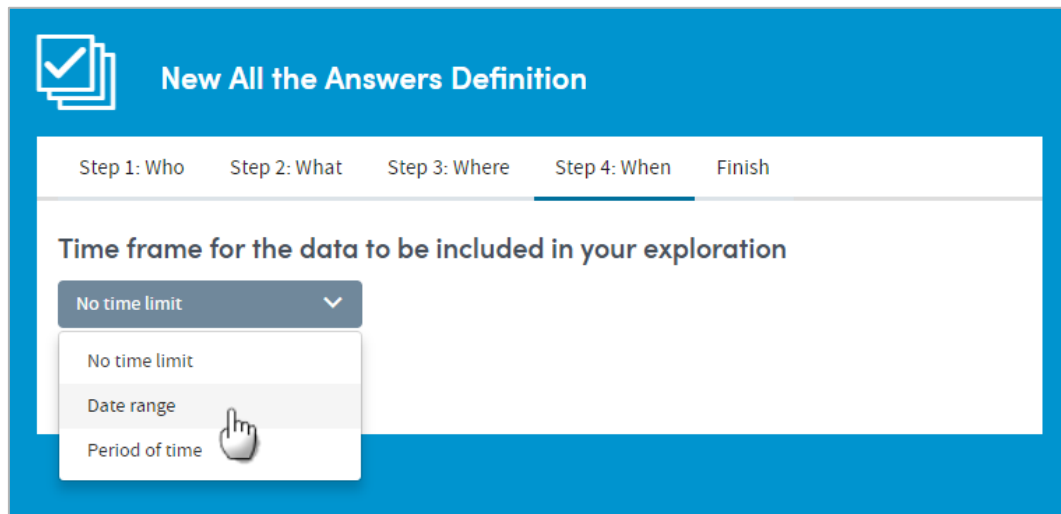 New All the Answers Definition
Step 1: Who Step 2: What Step 3: Where Step 4: When Finish
Time frame for the data to be included in your exploration
No time limit
No time limit
Date range
Period of time